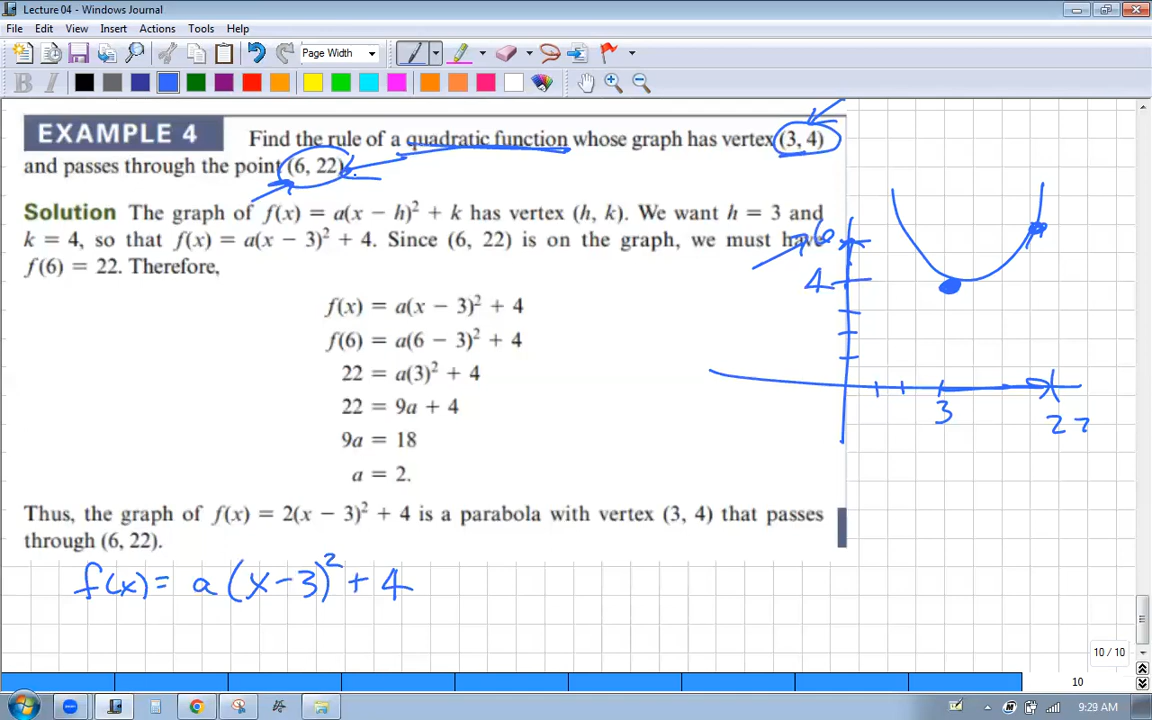 Lecture 04 - Windows Journal
File Edit View Insert Actions Tools Help
Page Width
B I
EXAMPLE 4 Find the rule of a quadratic function whose graph has vertex (3, 4)
and passes through the point (6, 22).
Solution The graph of f(x) = a(x − h)² + k has vertex (h, k). We want h = 3 and
k = 4, so that f(x) = a(x − 3)² + 4. Since (6, 22) is on the graph, we must have
f(6) = 22. Therefore,
f(x) = a(x − 3)² + 4
f(6) = a(6 − 3)² + 4
22 = a(3)² + 4
22 = 9a + 4
9a = 18
a = 2.
Thus, the graph of f(x) = 2(x − 3)² + 4 is a parabola with vertex (3, 4) that passes
through (6, 22).
6
4
3
22
f(x) = a(x-3)² + 4
10 / 10
10
9:29 AM